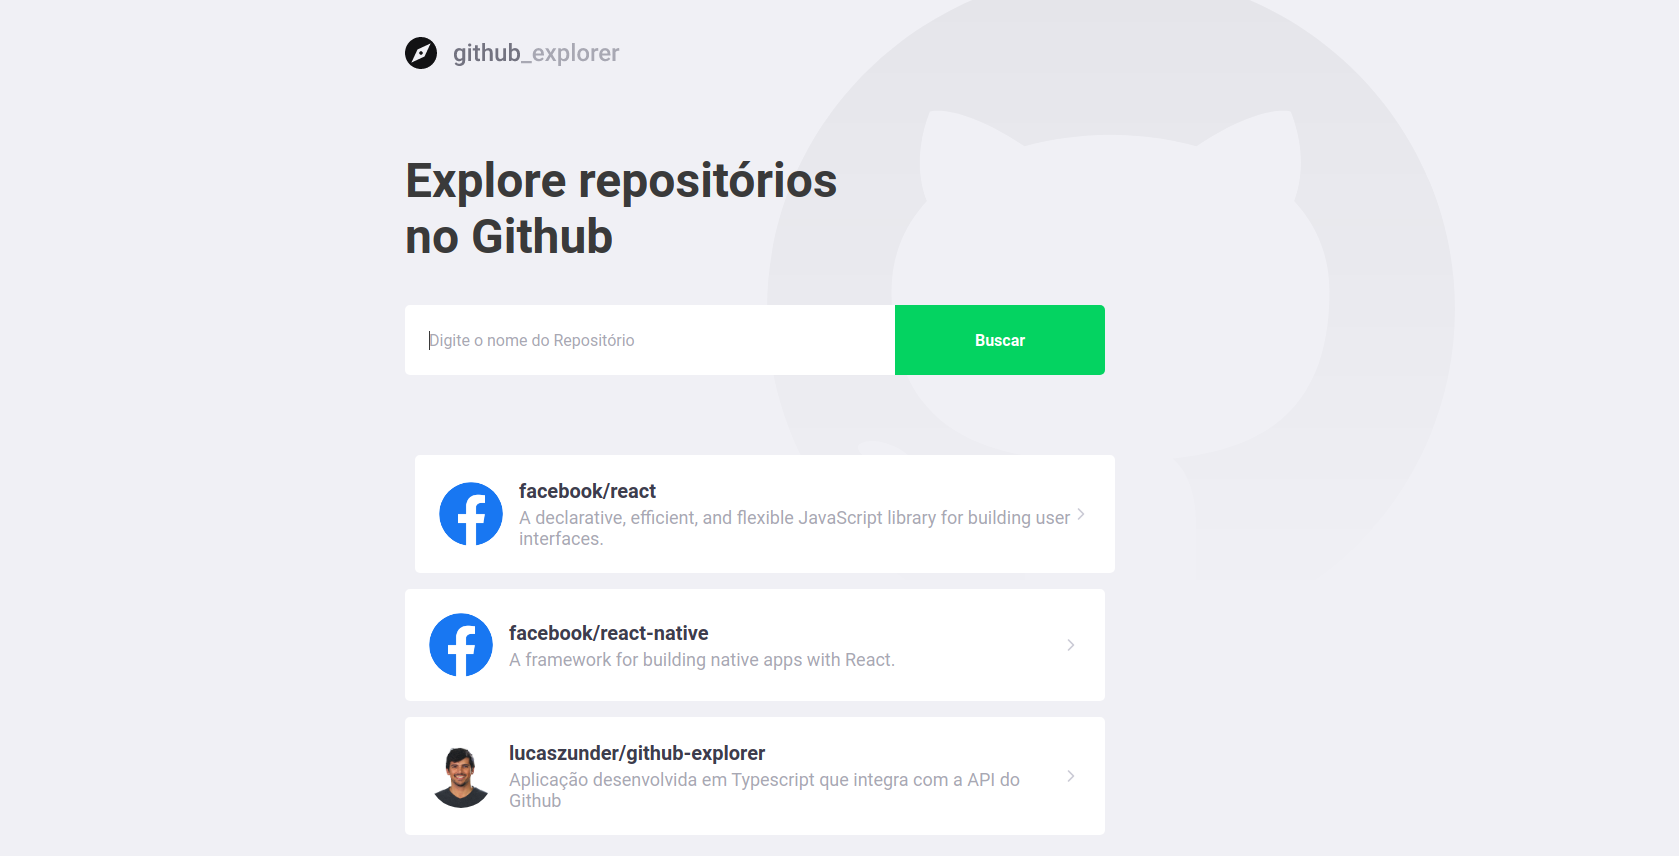 github_explorer
Explore repositórios
no Github
Digite o nome do Repositório
Buscar
facebook/react
A declarative, efficient, and flexible JavaScript library for building user
interfaces.
facebook/react-native
A framework for building native apps with React.
lucaszunder/github-explorer
Aplicação desenvolvida em Typescript que integra com a API do
Github